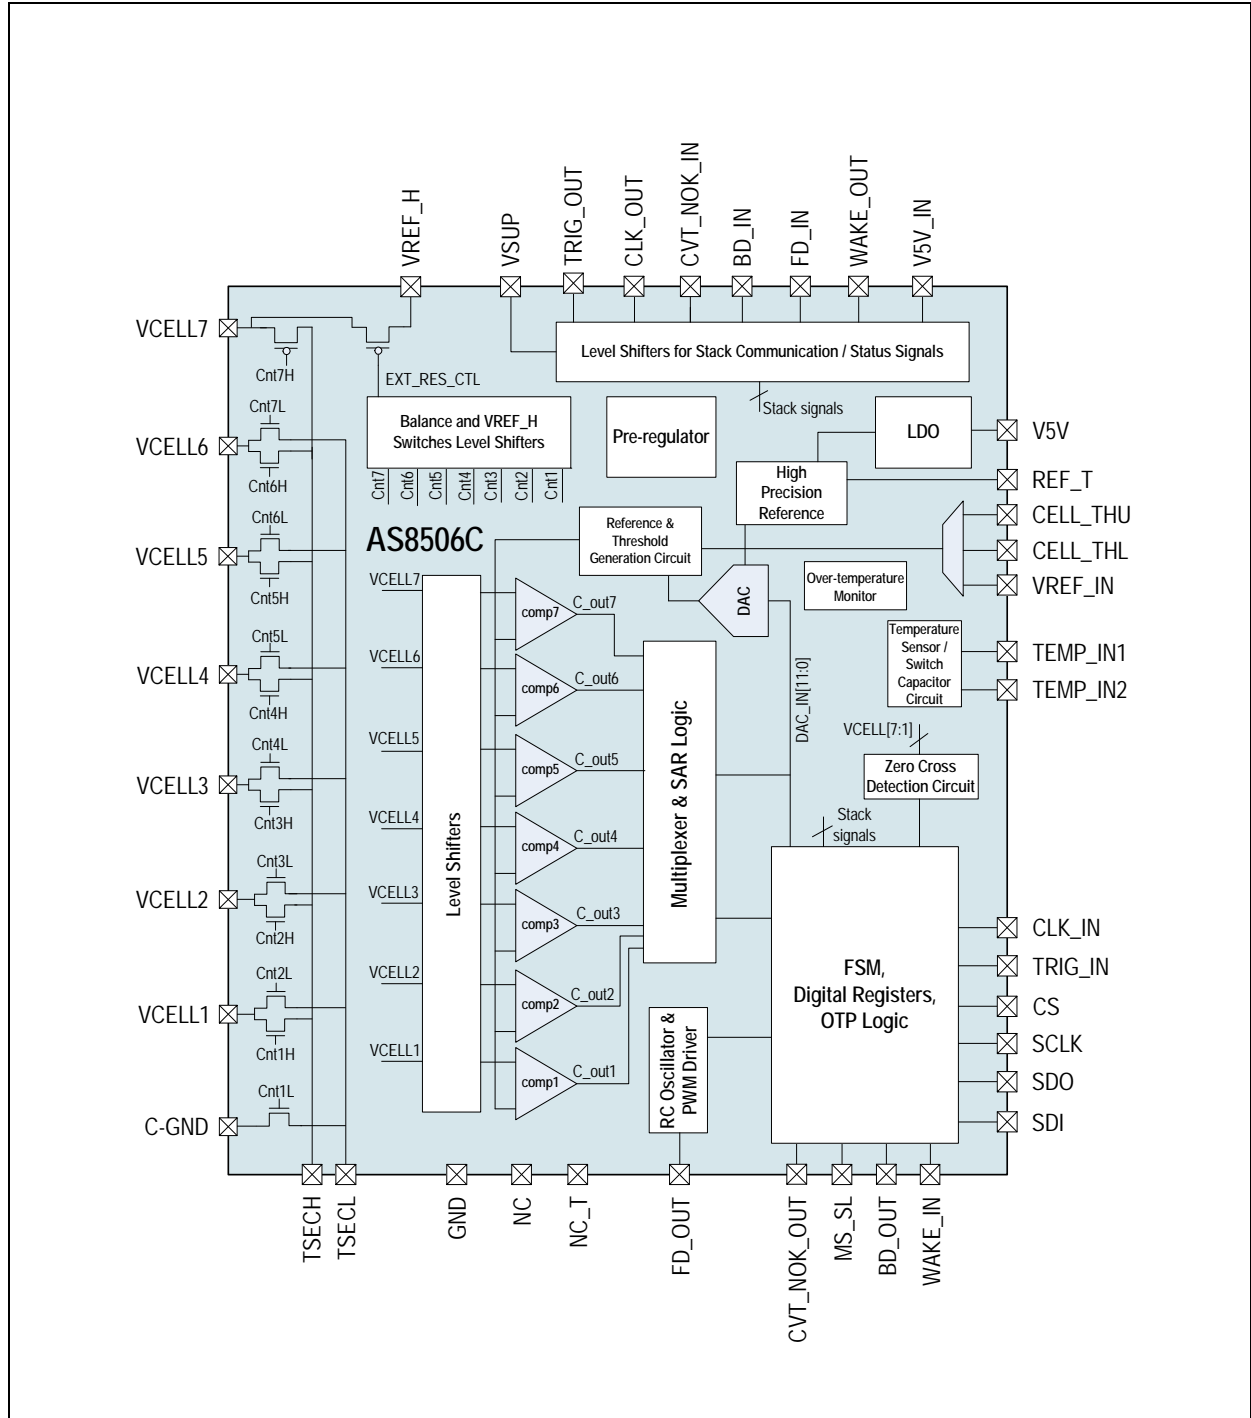 VREF_H
VSUP
TRIG_OUT
CLK_OUT
CVT_NOK_IN
BD_IN
FD_IN
WAKE_OUT
V5V_IN
VCELL7
Cnt7H
EXT_RES_CTL
Level Shifters for Stack Communication / Status Signals
Stack signals
Cnt7L
VCELL6
Cnt6H
Balance and VREF_H
Switches Level Shifters
Cnt7
Cnt6
Cnt5
Cnt4
Cnt3
Cnt2
Cnt1
Pre-regulator
LDO
V5V
High
Precision
Reference
REF_T
CELL_THU
CELL_THL
VREF_IN
Cnt6L
VCELL5
Cnt5H
AS8506C
Reference &
Threshold
Generation Circuit
DAC
Over-temperature
Monitor
Temperature
Sensor /
Switch
Capacitor
Circuit
TEMP_IN1
TEMP_IN2
Cnt5L
VCELL4
Cnt4H
Cnt4L
VCELL3
Cnt3H
Cnt3L
VCELL2
Cnt2H
Cnt2L
VCELL1
Cnt1H
Cnt1L
C-GND
VCELL7
VCELL6
VCELL5
VCELL4
VCELL3
VCELL2
VCELL1
Level Shifters
comp7
C_out7
comp6
C_out6
comp5
C_out5
comp4
C_out4
comp3
C_out3
comp2
C_out2
comp1
C_out1
Multiplexer & SAR Logic
DAC_IN[11:0]
VCELL[7:1]
Zero Cross
Detection Circuit
Stack
signals
FSM,
Digital Registers,
OTP Logic
RC Oscillator &
PWM Driver
CLK_IN
TRIG_IN
CS
SCLK
SDO
SDI
TSECH
TSECL
GND
NC
NC_T
FD_OUT
CVT_NOK_OUT
MS_SL
BD_OUT
WAKE_IN